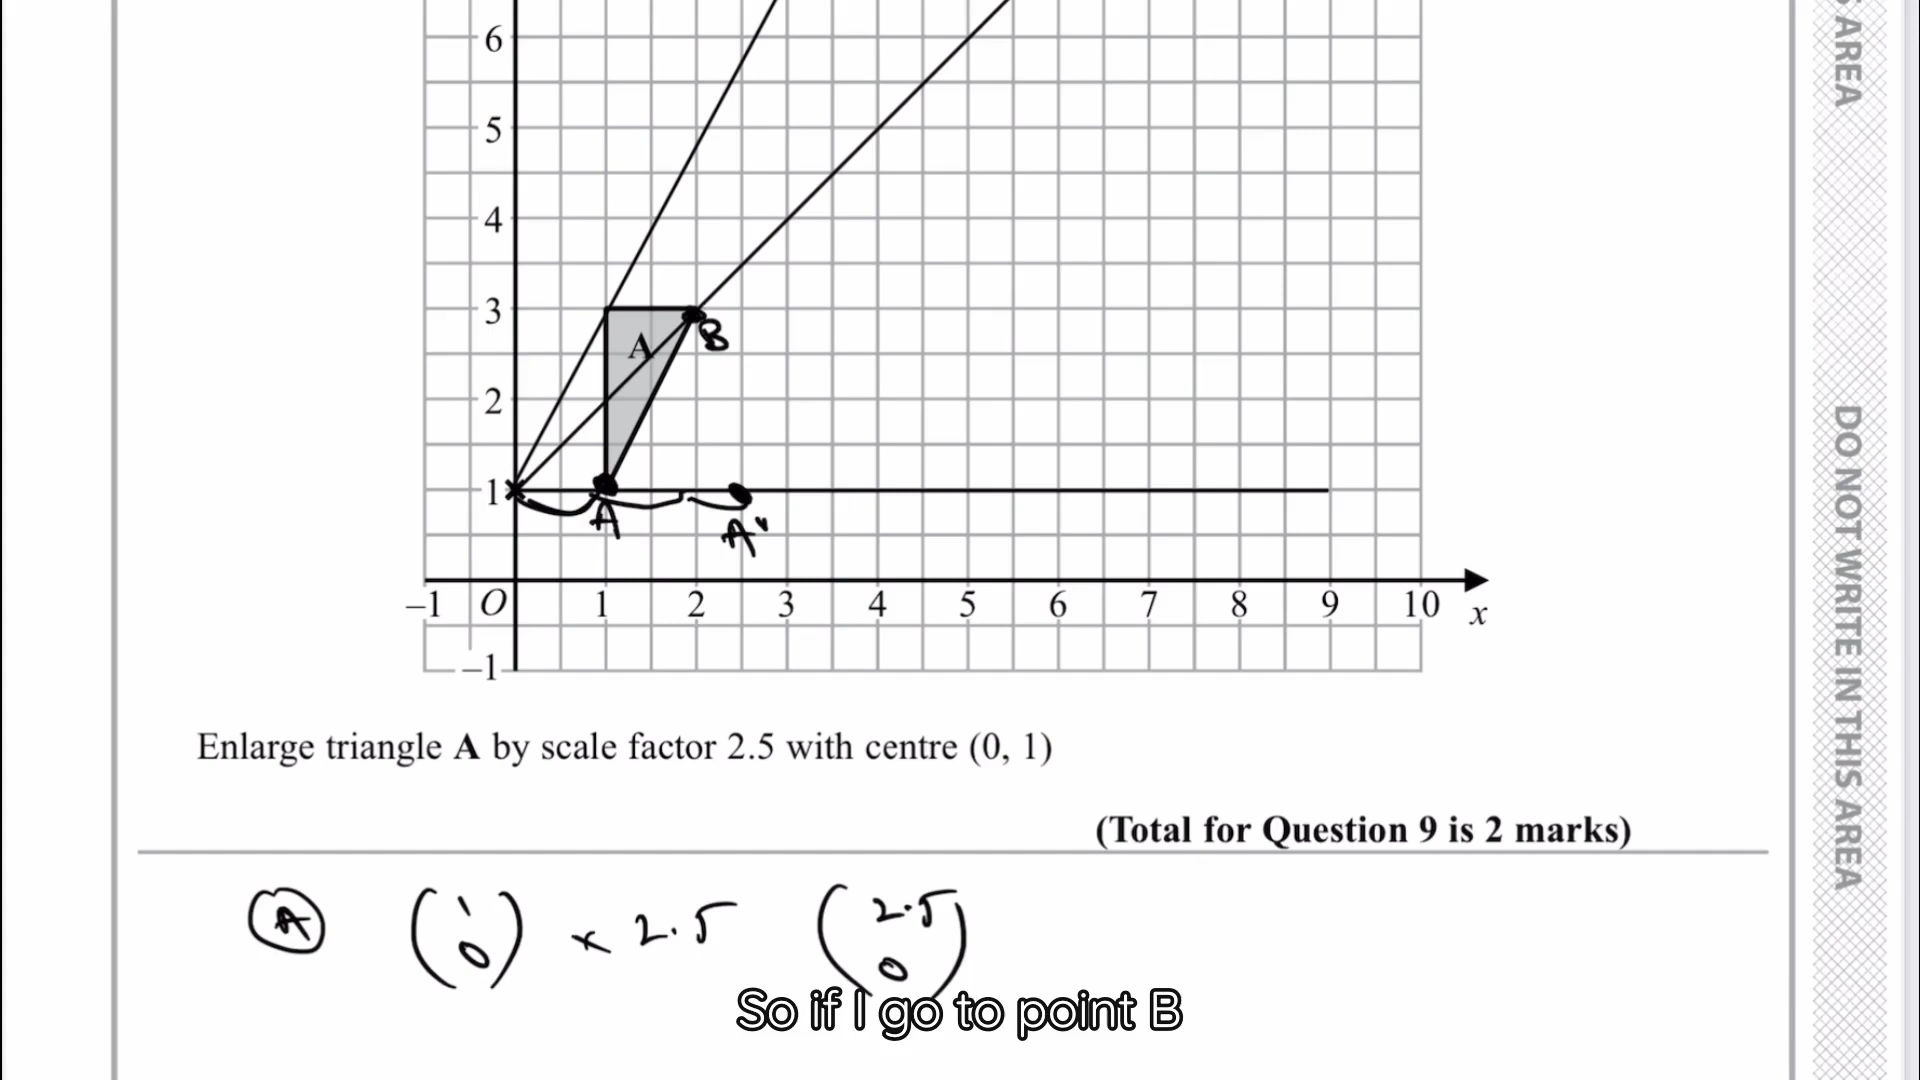 6
5
4
3
A
B
2
1
A
A'
-1 O 1 2 3 4 5 6 7 8 9 10 x
-1
Enlarge triangle A by scale factor 2.5 with centre (0, 1)
(Total for Question 9 is 2 marks)
A (1 0) × 2.5 (2.5 0)
So if I go to point B
S AREA
DO NOT WRITE IN THIS AREA